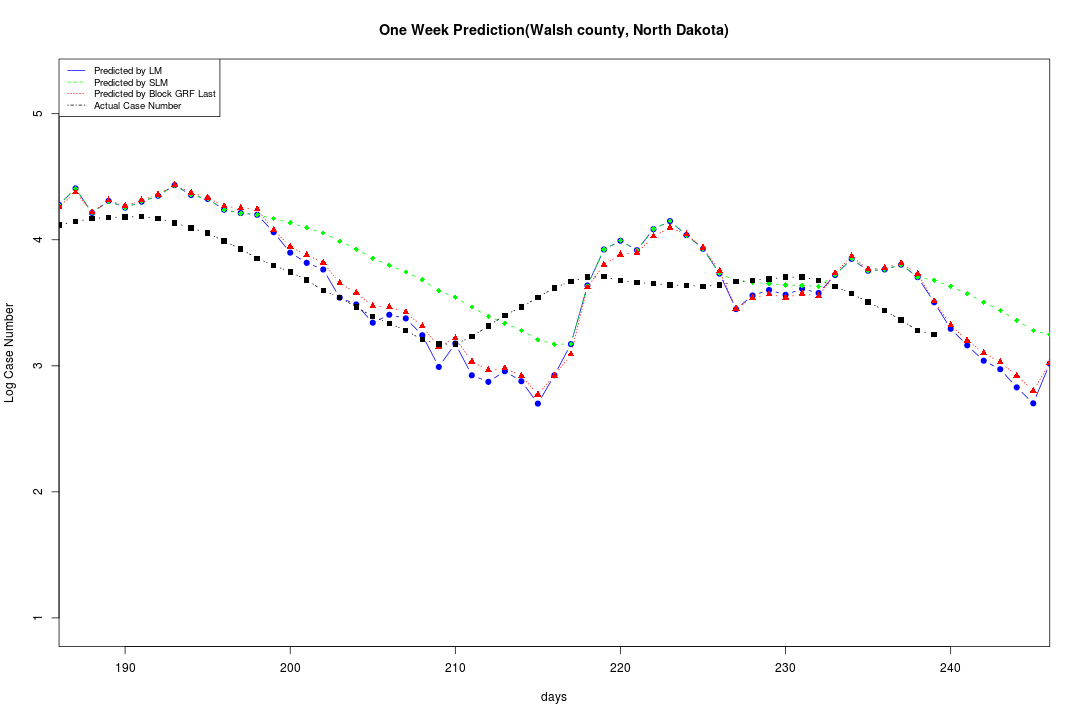 One Week Prediction(Walsh county, North Dakota)
Predicted by LM
Predicted by SLM
Predicted by Block GRF Last
Actual Case Number
Log Case Number
5
4
3
2
1
190 200 210 220 230 240
days